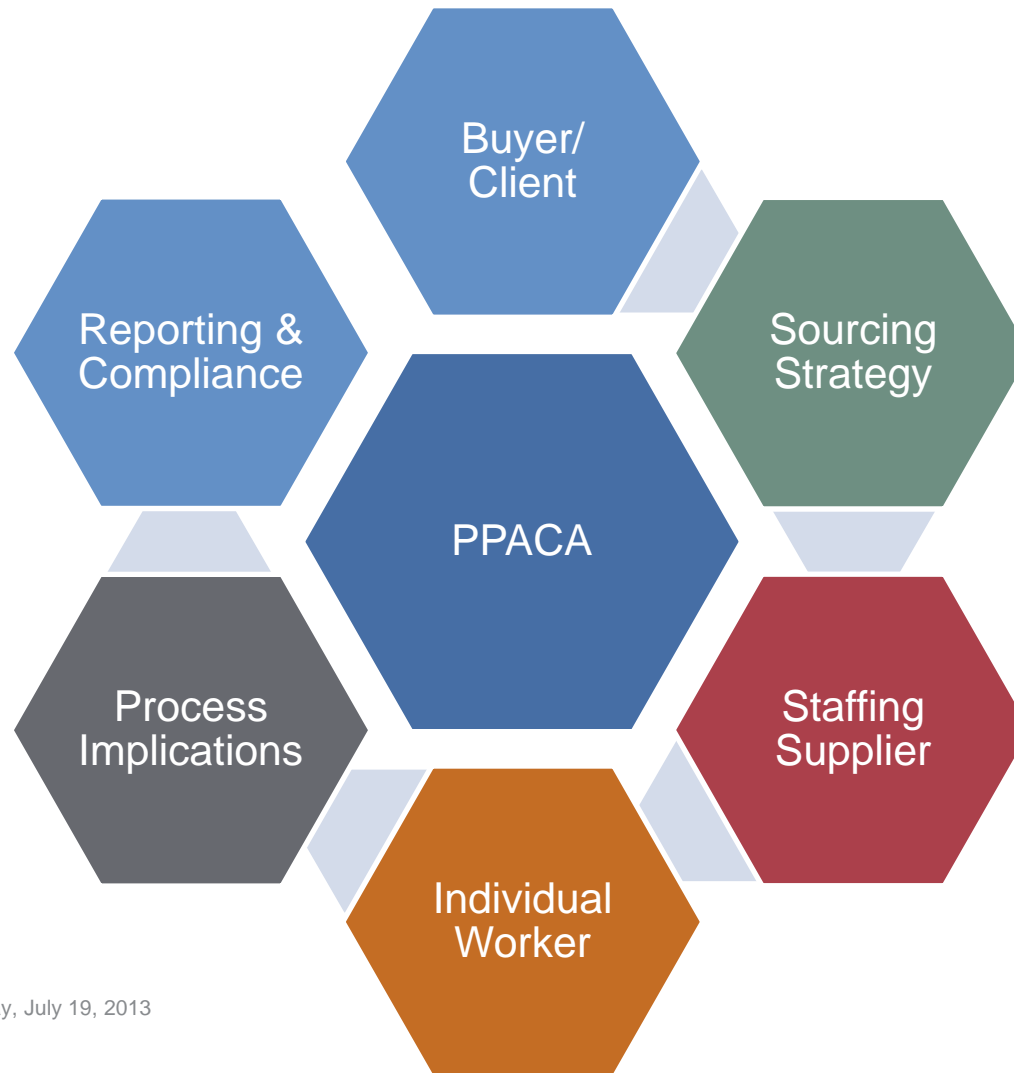 Buyer/
Client
Reporting &
Compliance
Sourcing
Strategy
PPACA
Process
Implications
Staffing
Supplier
Individual
Worker
y, July 19, 2013